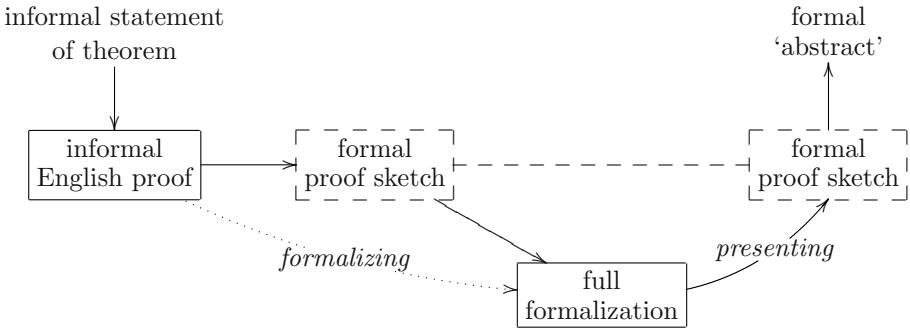 informal statement
of theorem
formal
‘abstract’
informal
English proof
formal
proof sketch
formal
proof sketch
formalizing
presenting
full
formalization